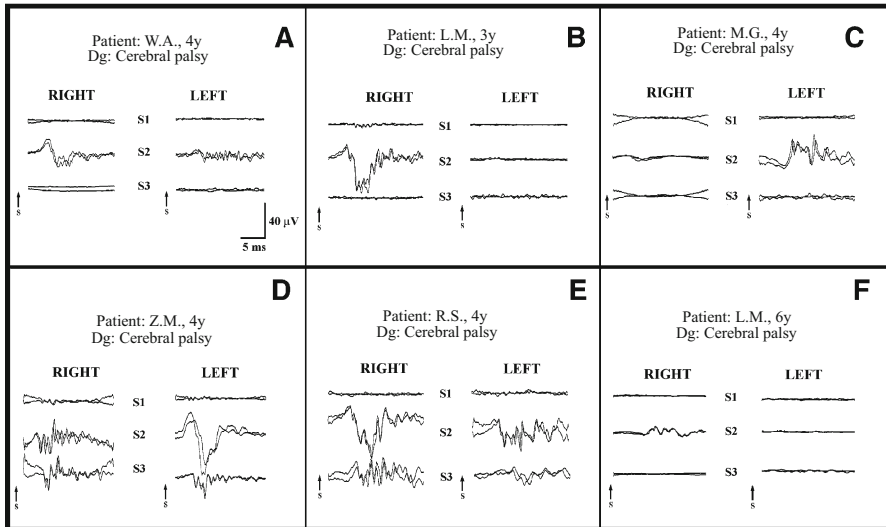 A
Patient: W.A., 4y
Dg: Cerebral palsy
RIGHT LEFT
S1
S2
S3
S
S
40 µV
5 ms
B
Patient: L.M., 3y
Dg: Cerebral palsy
RIGHT LEFT
S1
S2
S3
S
S
C
Patient: M.G., 4y
Dg: Cerebral palsy
RIGHT LEFT
S1
S2
S3
S
S
D
Patient: Z.M., 4y
Dg: Cerebral palsy
RIGHT LEFT
S1
S2
S3
S
S
E
Patient: R.S., 4y
Dg: Cerebral palsy
RIGHT LEFT
S1
S2
S3
S
S
F
Patient: L.M., 6y
Dg: Cerebral palsy
RIGHT LEFT
S1
S2
S3
S
S